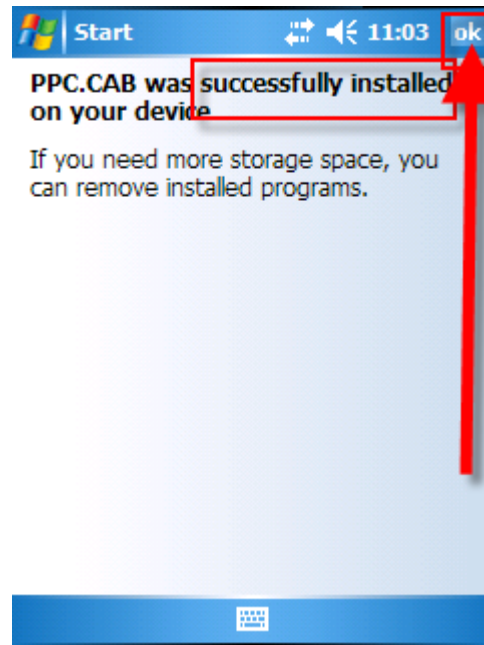 Start 11:03 ok
PPC.CAB was successfully installed
on your device
If you need more storage space, you
can remove installed programs.